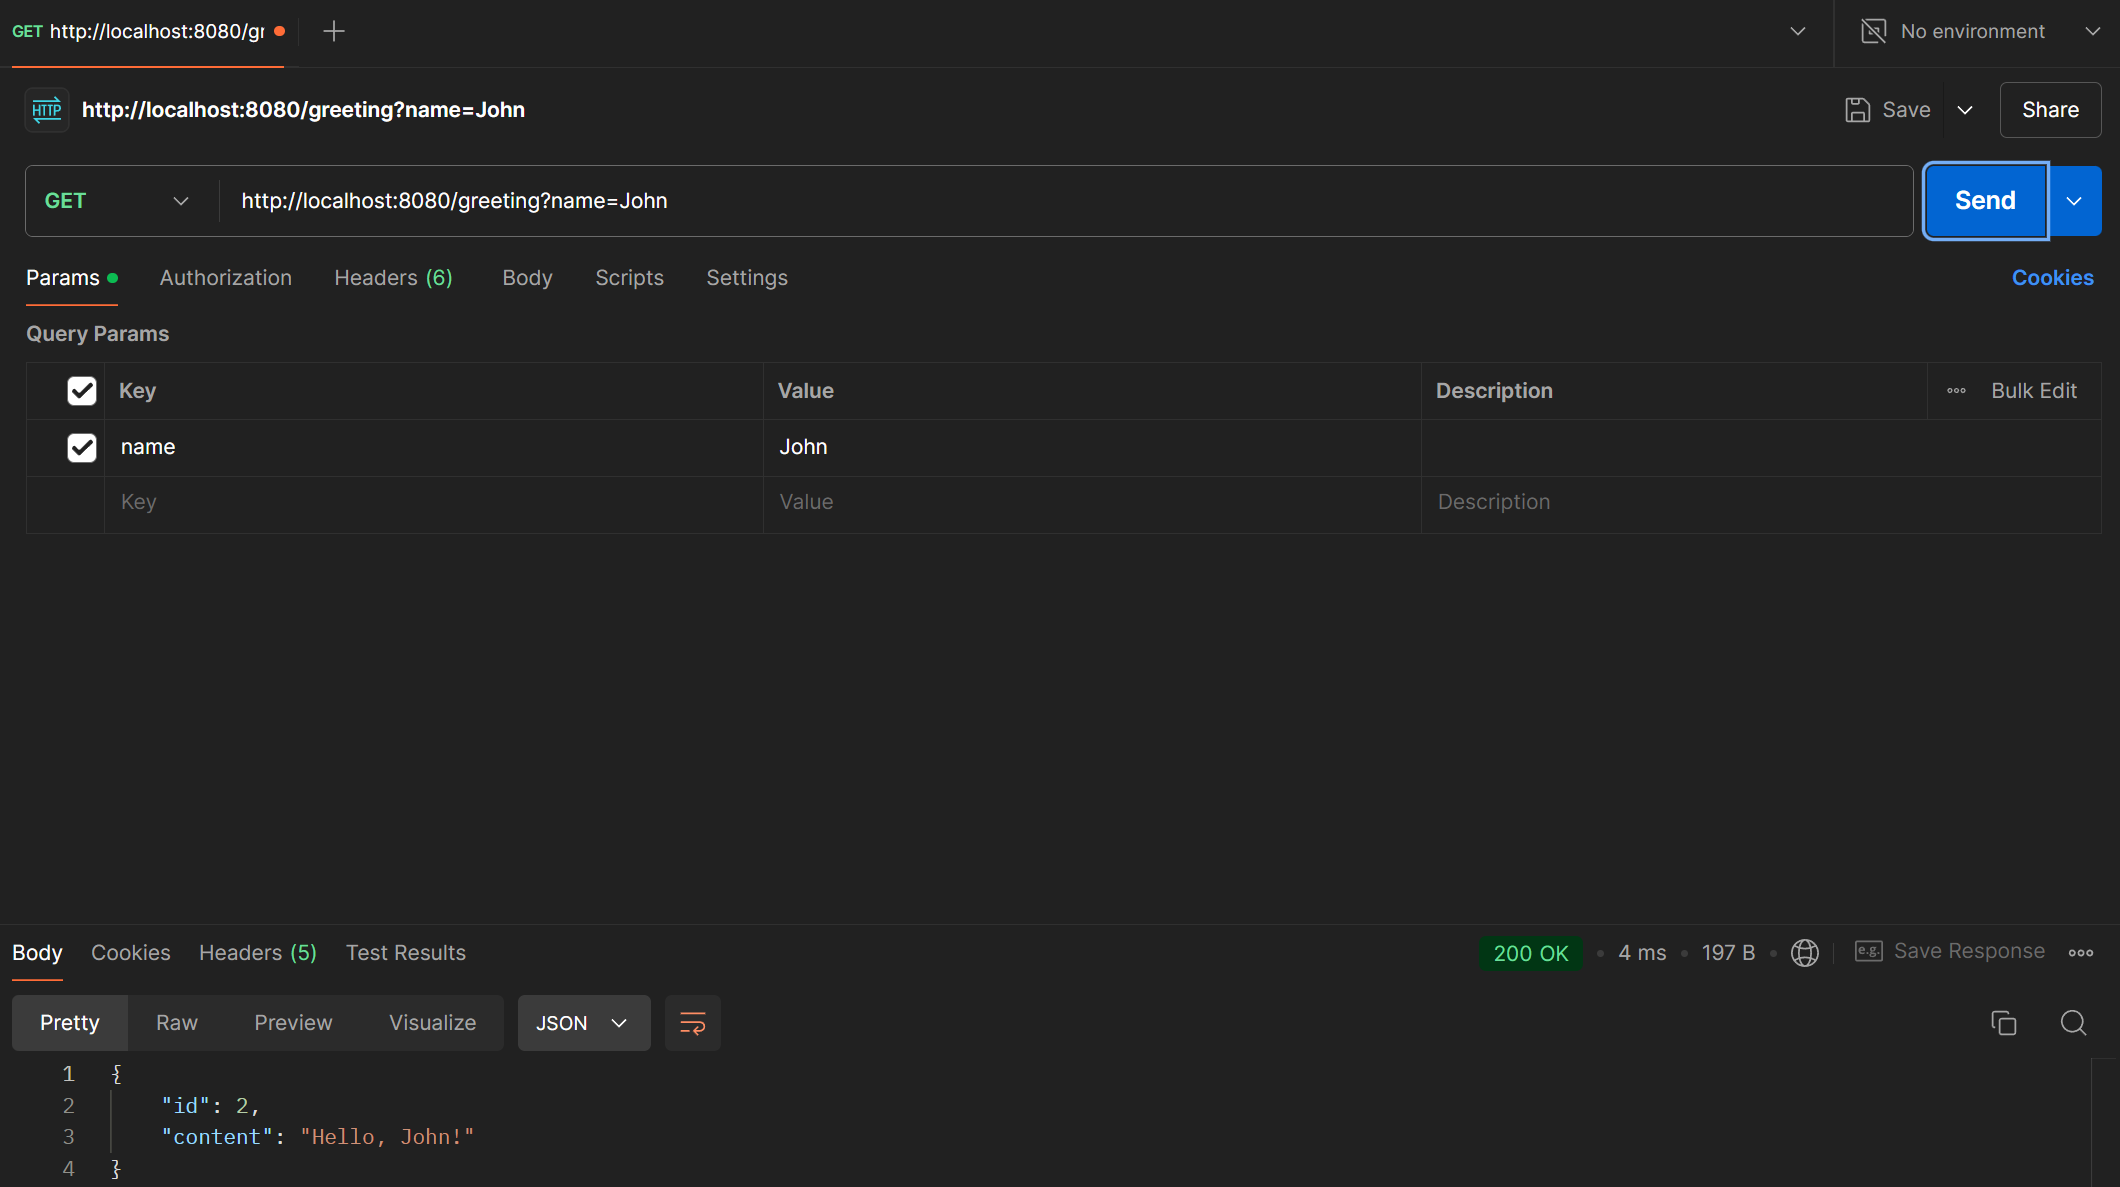 GET http://localhost:8080/gr
No environment
HTTP http://localhost:8080/greeting?name=John
Save Share
GET http://localhost:8080/greeting?name=John Send
Params Authorization Headers (6) Body Scripts Settings Cookies
Query Params
Key Value Description Bulk Edit
name John
Key Value Description
Body Cookies Headers (5) Test Results 200 OK • 4 ms • 197 B • e.g. Save Response
Pretty Raw Preview Visualize JSON
1 {
2 "id": 2,
3 "content": "Hello, John!"
4 }